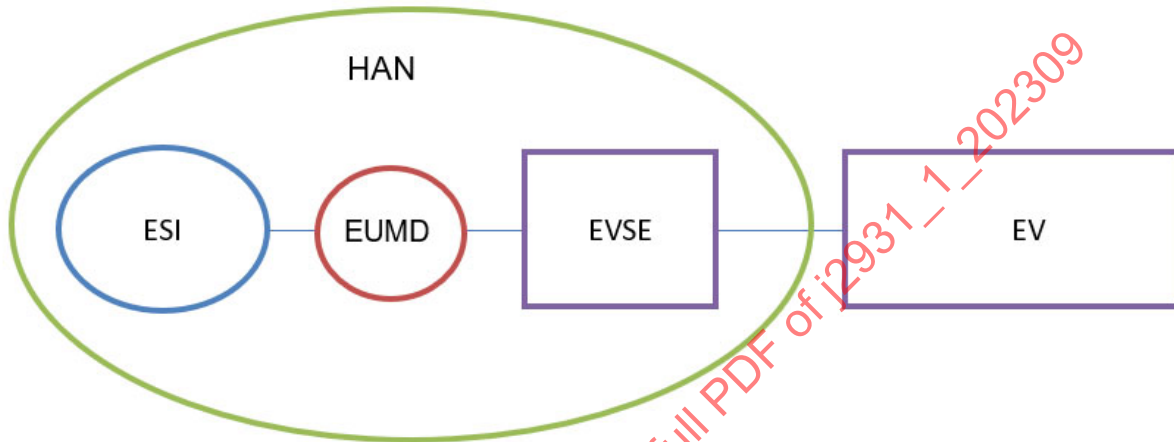 HAN
ESI
EUMD
EVSE
EV
full PDF of j2931_1_202309